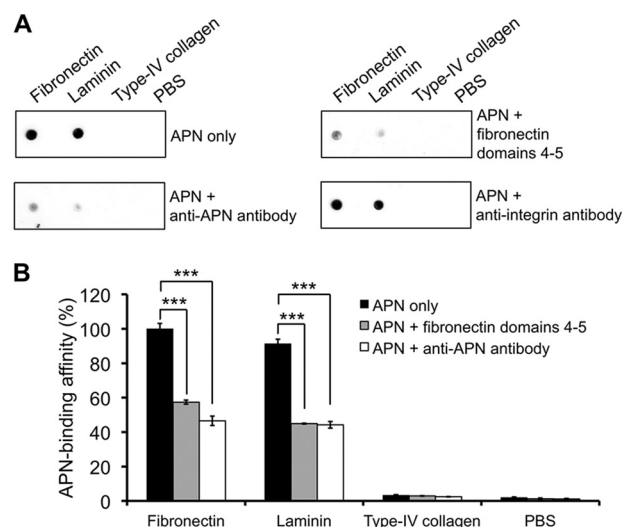 A
Fibronectin
Laminin
Type-IV collagen
PBS
APN only
Fibronectin
Laminin
Type-IV collagen
PBS
APN +
fibronectin
domains 4-5
APN +
anti-APN antibody
APN +
anti-integrin antibody
B
APN-binding affinity (%)
120
100
80
60
40
20
0
***
***
***
***
APN only
APN + fibronectin domains 4-5
APN + anti-APN antibody
Fibronectin
Laminin
Type-IV collagen
PBS